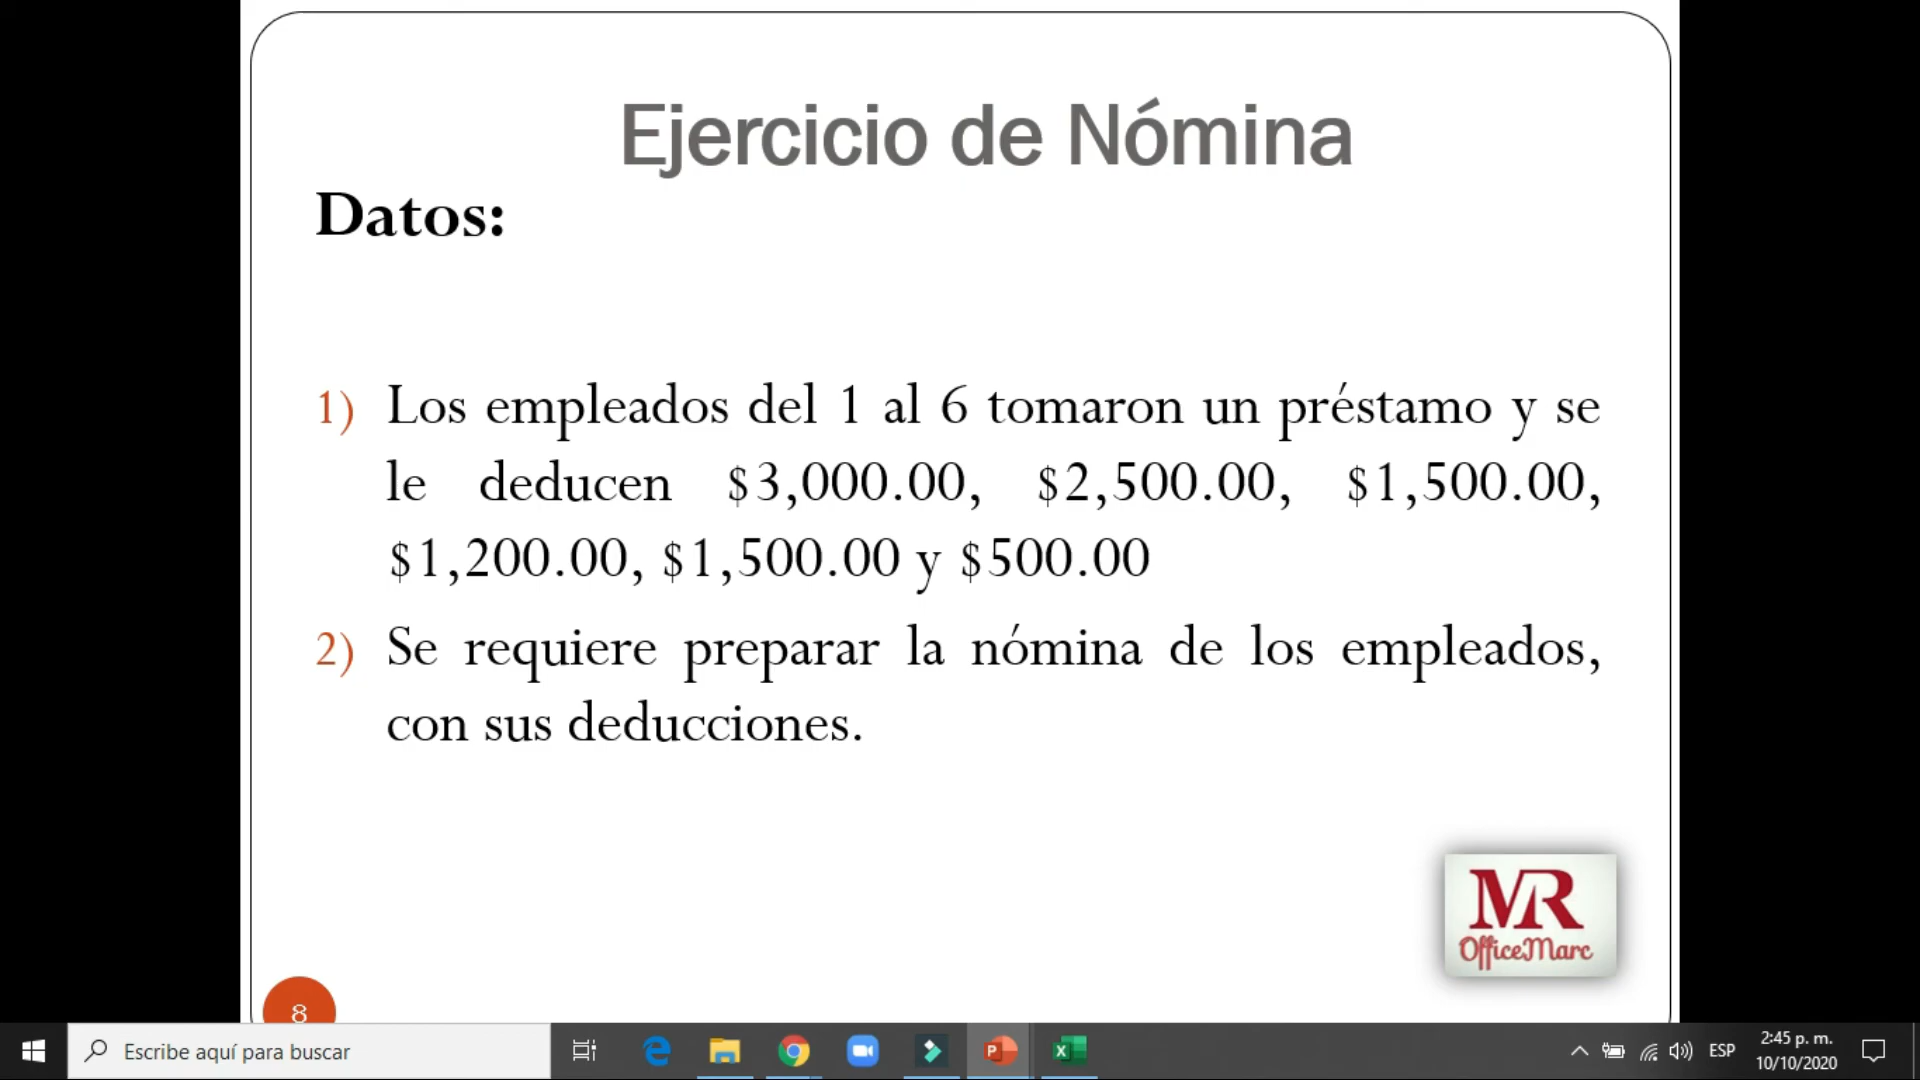 Ejercicio de Nómina
Datos:
1) Los empleados del 1 al 6 tomaron un préstamo y se
le deducen $3,000.00, $2,500.00, $1,500.00,
$1,200.00, $1,500.00 y $500.00
2) Se requiere preparar la nómina de los empleados,
con sus deducciones.
MR
OfficeMarc
8
Escribe aquí para buscar
ESP
2:45 p. m.
10/10/2020